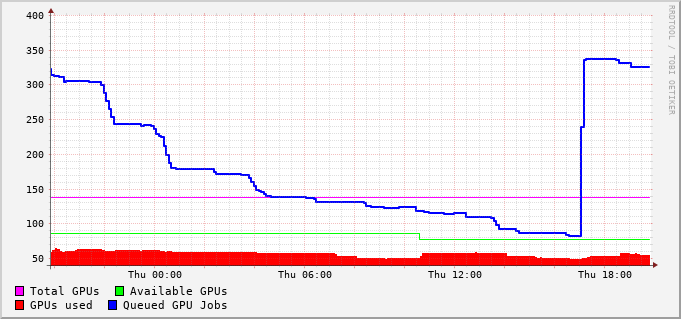 400
350
300
250
200
150
100
50
Thu 00:00 Thu 06:00 Thu 12:00 Thu 18:00
Total GPUs Available GPUs
GPUs used Queued GPU Jobs
RRDTOOL / TOBI OETIKER